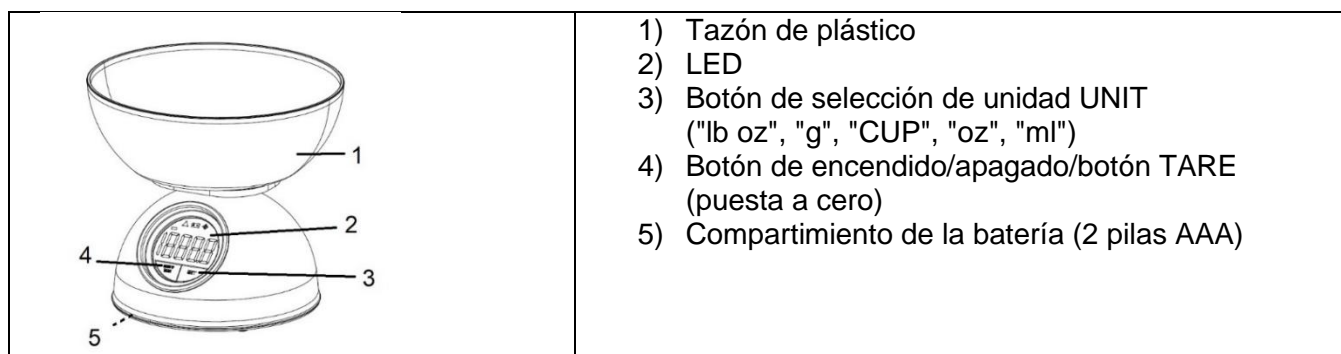 1
2
3
4
5
1) Tazón de plástico
2) LED
3) Botón de selección de unidad UNIT
("lb oz", "g", "CUP", "oz", "ml")
4) Botón de encendido/apagado/botón TARE
(puesta a cero)
5) Compartimiento de la batería (2 pilas AAA)